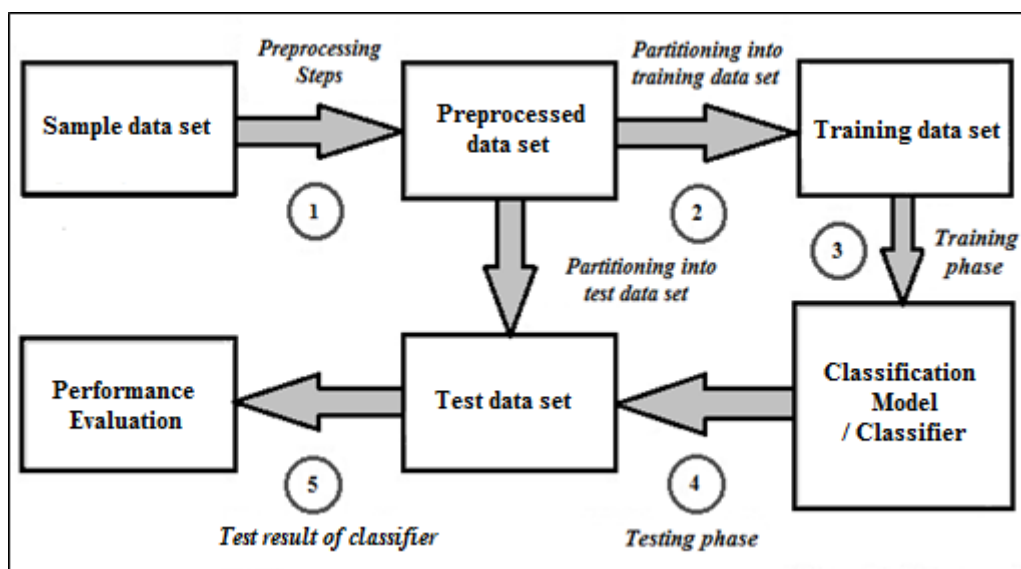 Preprocessing
Steps
Partitioning into
training data set
Sample data set
Preprocessed
data set
Training data set
1
2
3
Training
phase
Partitioning into
test data set
Performance
Evaluation
Test data set
Classification
Model
/ Classifier
5
4
Test result of classifier
Testing phase